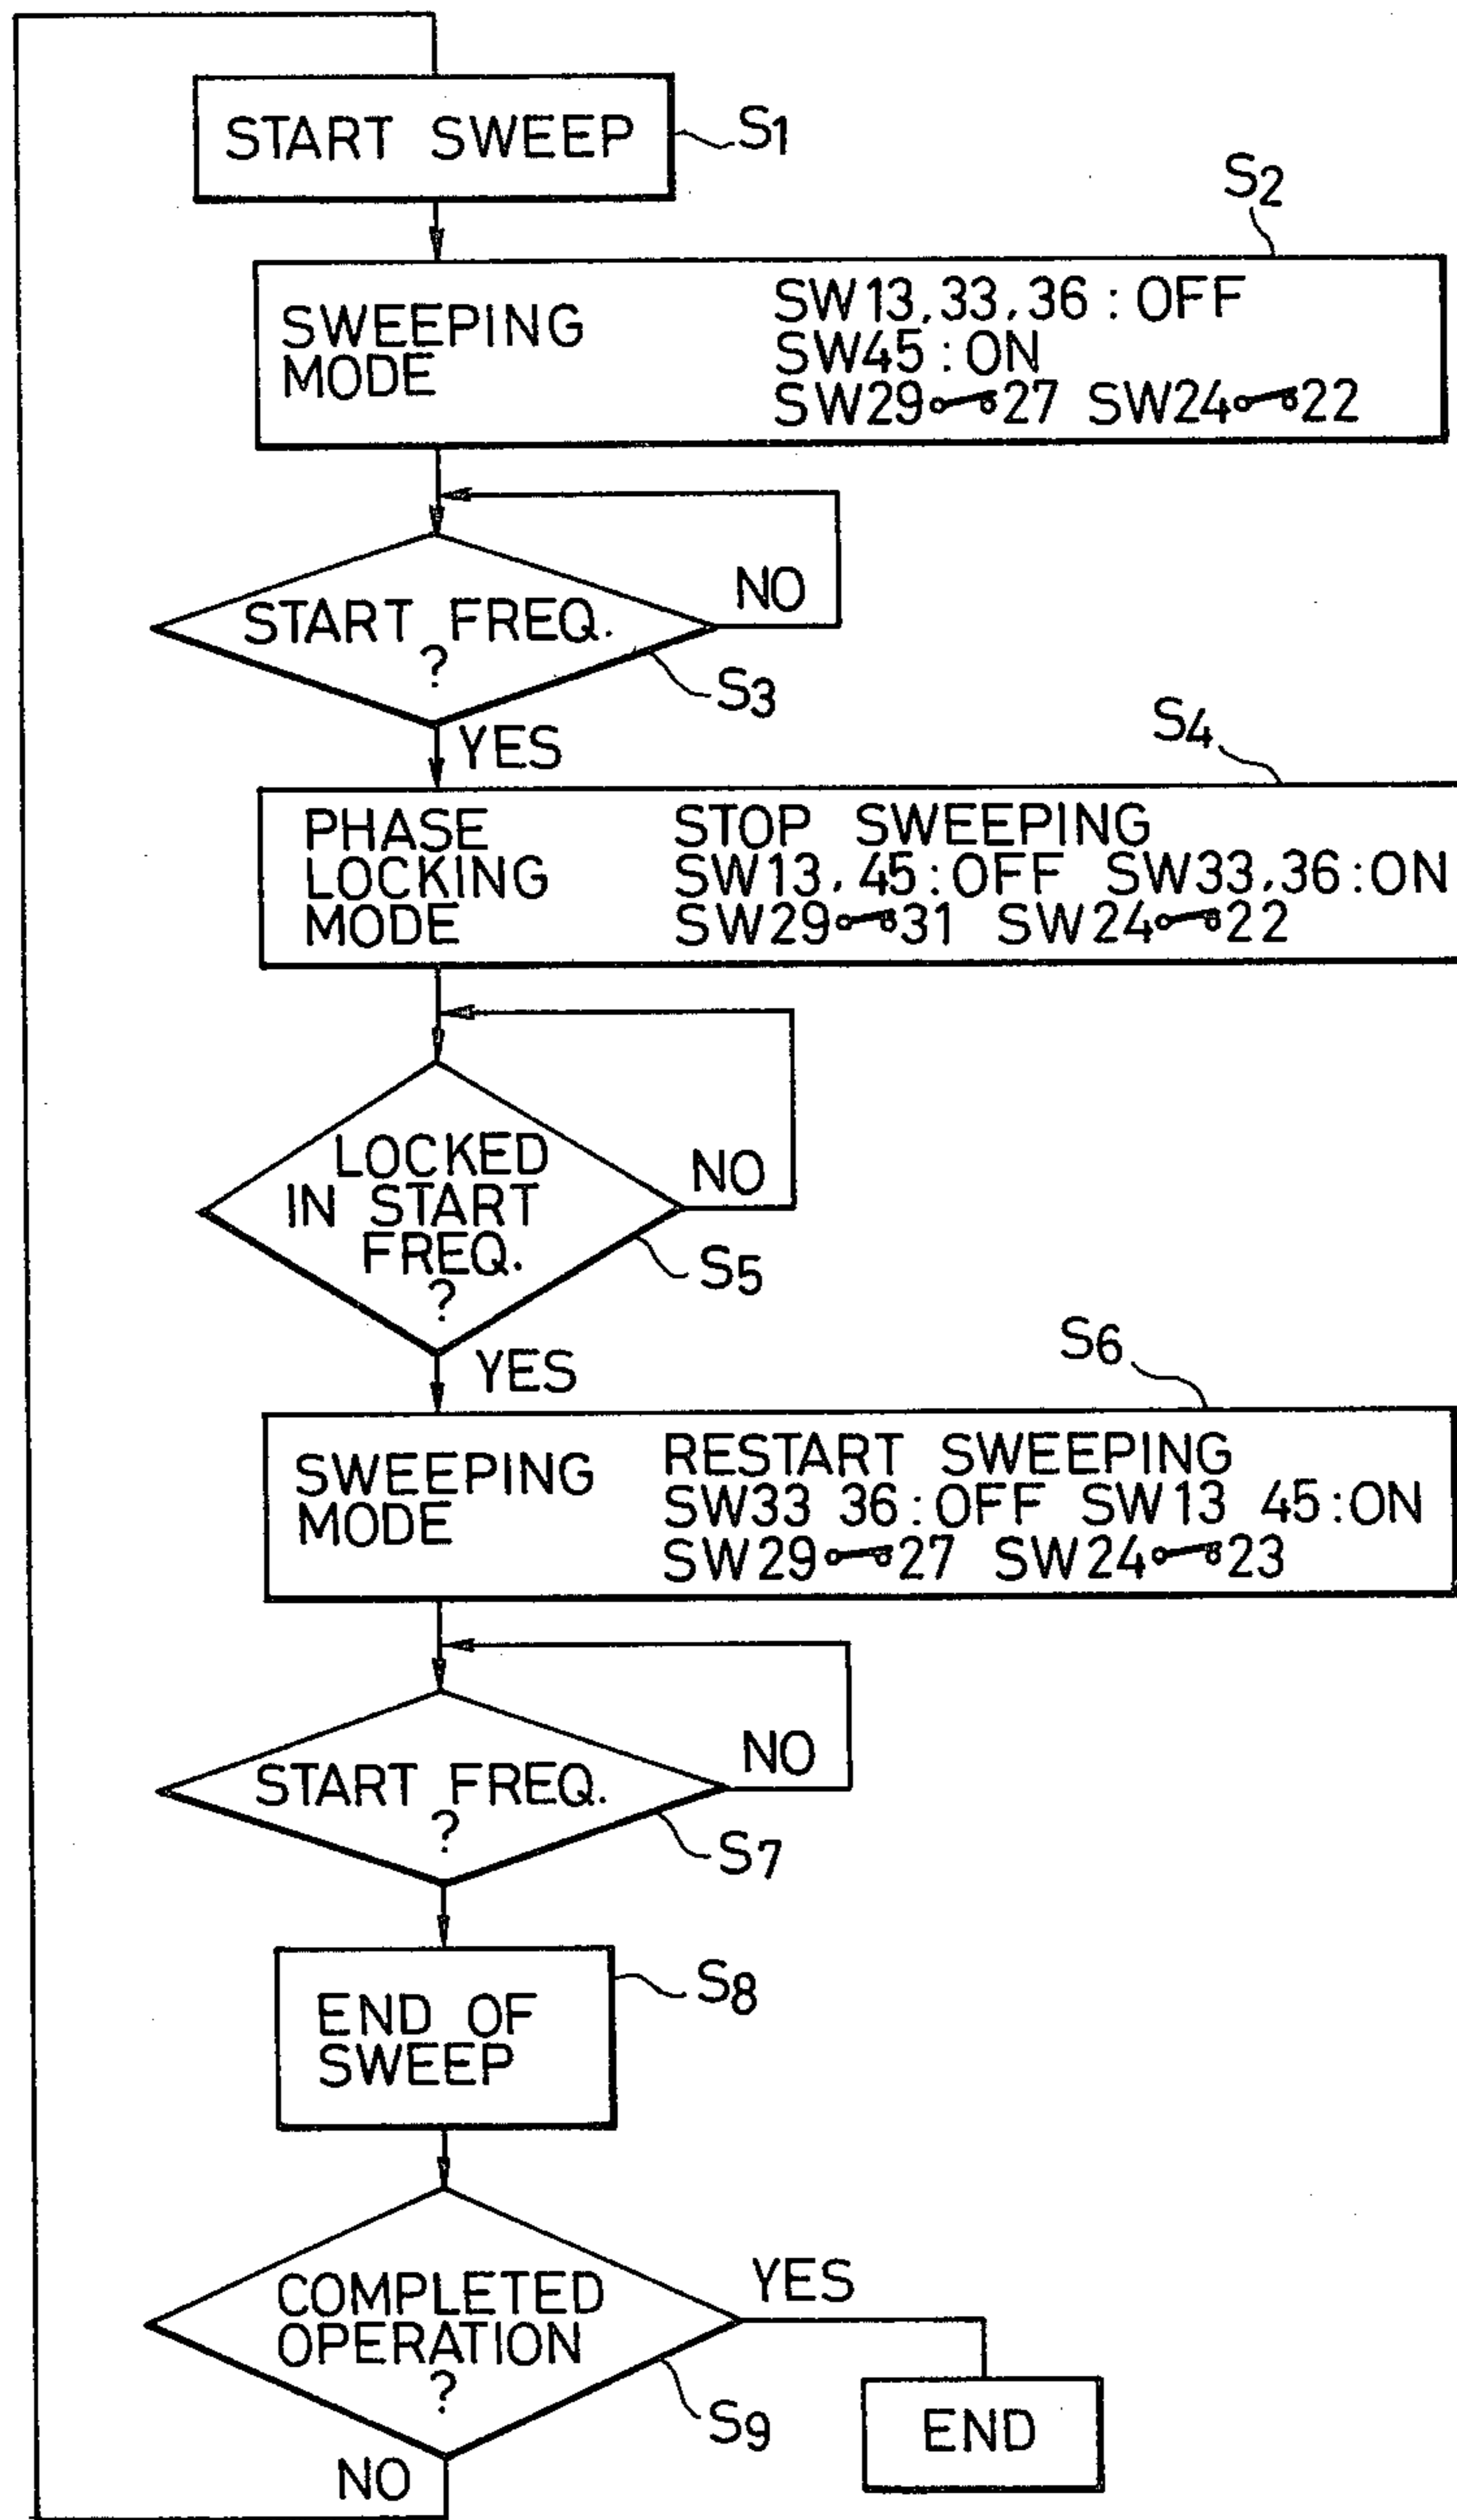 START SWEEP
S1
S2
SWEEPING
MODE
SW13,33,36:OFF
SW45:ON
SW29 27 SW24 22
START FREQ.
?
NO
S3
YES
S4
PHASE
LOCKING
MODE
STOP SWEEPING
SW13,45:OFF SW33,36:ON
SW29 31 SW24 22
LOCKED
IN START
FREQ.
?
NO
S5
YES
S6
SWEEPING
MODE
RESTART SWEEPING
SW33 36:OFF SW13 45:ON
SW29 27 SW24 23
START FREQ.
?
NO
S7
END OF
SWEEP
S8
COMPLETED
OPERATION
?
YES
S9
END
NO